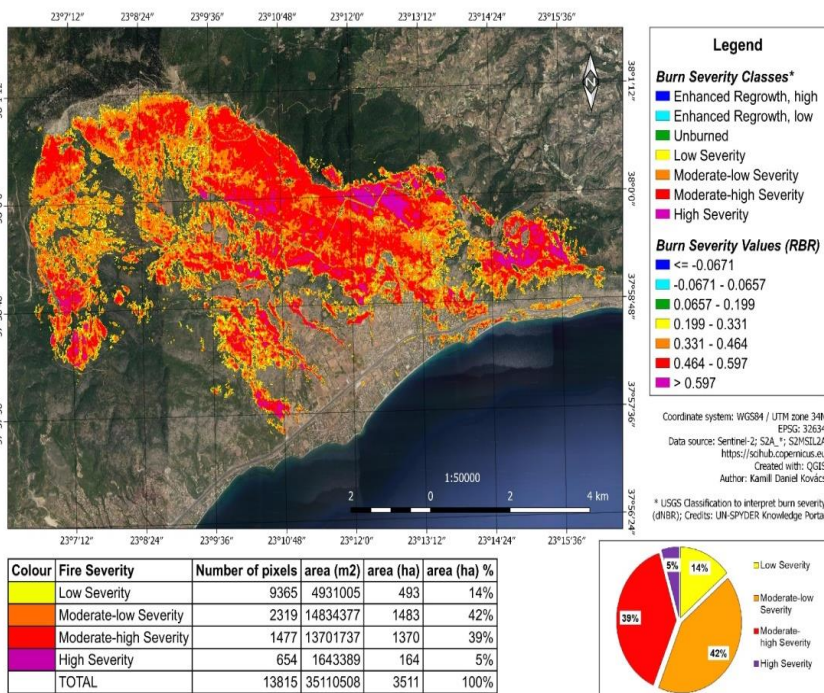 23°7′12″ 23°8′24″ 23°9′36″ 23°10′48″ 23°12′0″ 23°13′12″ 23°14′24″ 23°15′36″
38°1′12″
38°0′0″
37°58′48″
37°57′36″
37°56′24″
N
1:50000
2 0 2 4 km
23°7′12″ 23°8′24″ 23°9′36″ 23°10′48″ 23°12′0″ 23°13′12″ 23°14′24″ 23°15′36″
Legend
Burn Severity Classes*
Enhanced Regrowth, high
Enhanced Regrowth, low
Unburned
Low Severity
Moderate-low Severity
Moderate-high Severity
High Severity
Burn Severity Values (RBR)
<= -0.0671
-0.0671 - 0.0657
0.0657 - 0.199
0.199 - 0.331
0.331 - 0.464
0.464 - 0.597
> 0.597
Coordinate system: WGS84 / UTM zone 34N
EPSG: 32634
Data source: Sentinel-2; S2A_*; S2MSIL2A
https://scihub.copernicus.eu
Created with: QGIS
Author: Kamill Daniel Kovács
* USGS Classification to interpret burn severity
(dNBR); Credits: UN-SPYDER Knowledge Portal
Colour Fire Severity Number of pixels area (m2) area (ha) area (ha) %
Low Severity 9365 4931005 493 14%
Moderate-low Severity 2319 14834377 1483 42%
Moderate-high Severity 1477 13701737 1370 39%
High Severity 654 1643389 164 5%
TOTAL 13815 35110508 3511 100%
5%
14%
39%
42%
Low Severity
Moderate-low
Severity
Moderate-
high Severity
High Severity